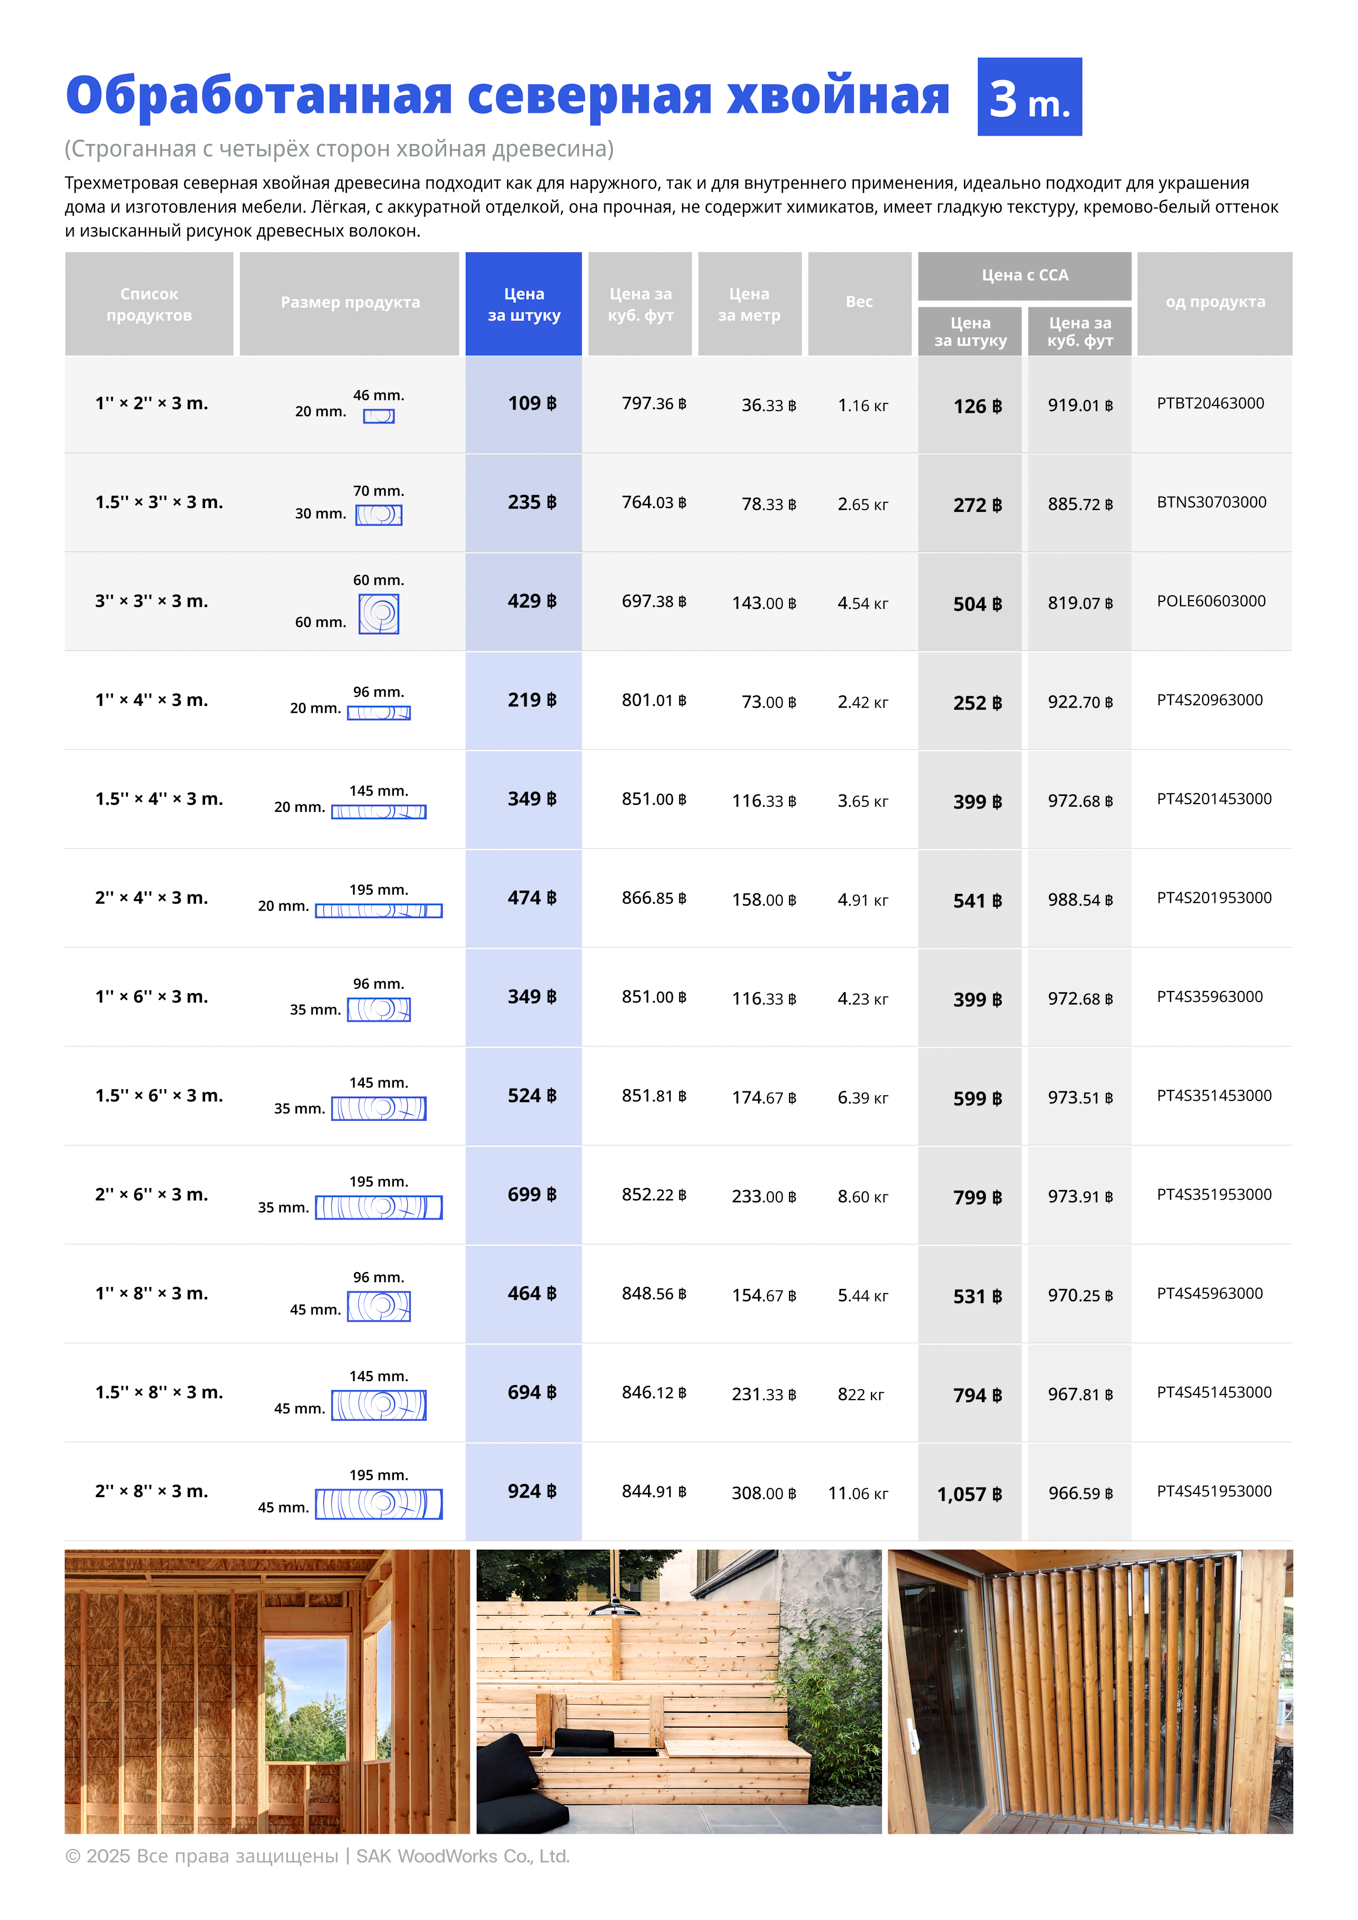 Обработанная северная хвойная 3 m.
(Строганная с четырёх сторон хвойная древесина)
Трехметровая северная хвойная древесина подходит как для наружного, так и для внутреннего применения, идеально подходит для украшения
дома и изготовления мебели. Лёгкая, с аккуратной отделкой, она прочная, не содержит химикатов, имеет гладкую текстуру, кремово-белый оттенок
и изысканный рисунок древесных волокон.
Список
продуктов
Размер продукта
Цена
за штуку
Цена за
куб. фут
Цена
за метр
Вес
Цена с CCA
Цена
за штуку
Цена за
куб. фут
од продукта
1'' × 2'' × 3 m. 20 mm. 46 mm. 109 ฿ 797.36 ฿ 36.33 ฿ 1.16 кг 126 ฿ 919.01 ฿ PTBT20463000
1.5'' × 3'' × 3 m. 30 mm. 70 mm. 235 ฿ 764.03 ฿ 78.33 ฿ 2.65 кг 272 ฿ 885.72 ฿ BTNS30703000
3'' × 3'' × 3 m. 60 mm. 60 mm. 429 ฿ 697.38 ฿ 143.00 ฿ 4.54 кг 504 ฿ 819.07 ฿ POLE60603000
1'' × 4'' × 3 m. 20 mm. 96 mm. 219 ฿ 801.01 ฿ 73.00 ฿ 2.42 кг 252 ฿ 922.70 ฿ PT4S20963000
1.5'' × 4'' × 3 m. 20 mm. 145 mm. 349 ฿ 851.00 ฿ 116.33 ฿ 3.65 кг 399 ฿ 972.68 ฿ PT4S201453000
2'' × 4'' × 3 m. 20 mm. 195 mm. 474 ฿ 866.85 ฿ 158.00 ฿ 4.91 кг 541 ฿ 988.54 ฿ PT4S201953000
1'' × 6'' × 3 m. 35 mm. 96 mm. 349 ฿ 851.00 ฿ 116.33 ฿ 4.23 кг 399 ฿ 972.68 ฿ PT4S35963000
1.5'' × 6'' × 3 m. 35 mm. 145 mm. 524 ฿ 851.81 ฿ 174.67 ฿ 6.39 кг 599 ฿ 973.51 ฿ PT4S351453000
2'' × 6'' × 3 m. 35 mm. 195 mm. 699 ฿ 852.22 ฿ 233.00 ฿ 8.60 кг 799 ฿ 973.91 ฿ PT4S351953000
1'' × 8'' × 3 m. 45 mm. 96 mm. 464 ฿ 848.56 ฿ 154.67 ฿ 5.44 кг 531 ฿ 970.25 ฿ PT4S45963000
1.5'' × 8'' × 3 m. 45 mm. 145 mm. 694 ฿ 846.12 ฿ 231.33 ฿ 822 кг 794 ฿ 967.81 ฿ PT4S451453000
2'' × 8'' × 3 m. 45 mm. 195 mm. 924 ฿ 844.91 ฿ 308.00 ฿ 11.06 кг 1,057 ฿ 966.59 ฿ PT4S451953000
© 2025 Все права защищены | SAK WoodWorks Co., Ltd.